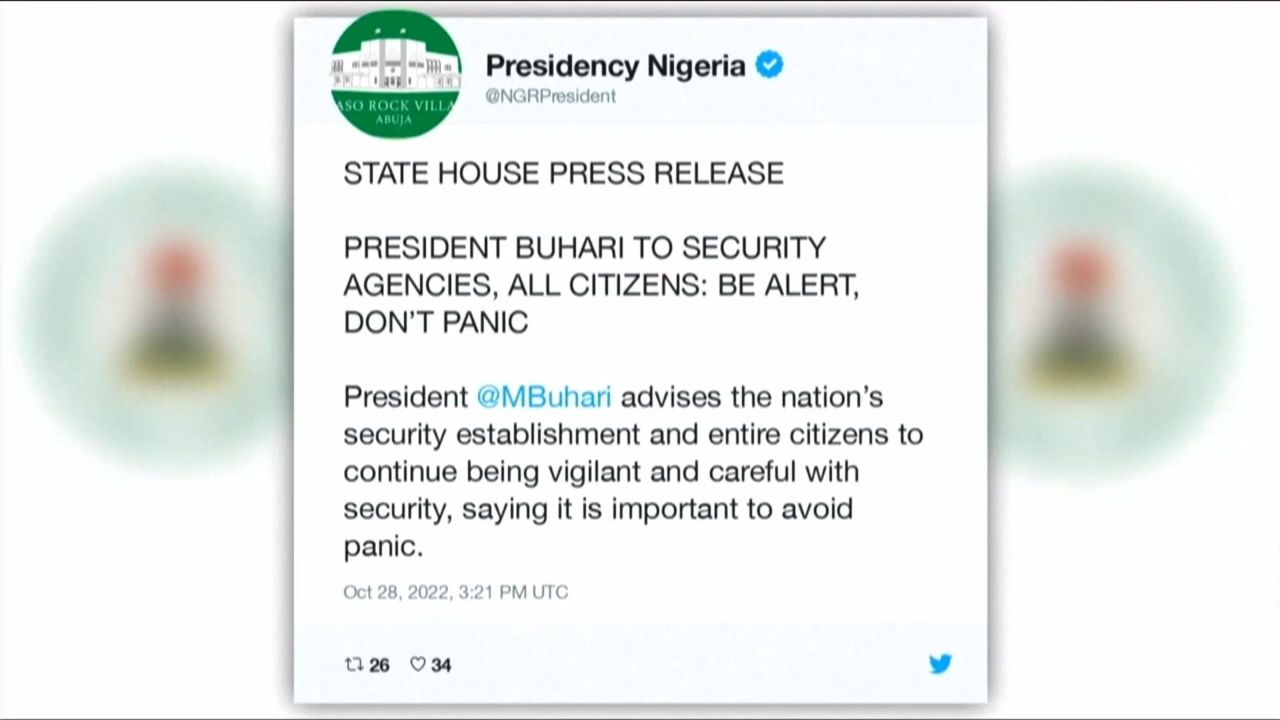 ASO ROCK VILLA
ABUJA
Presidency Nigeria
@NGRPresident
STATE HOUSE PRESS RELEASE
PRESIDENT BUHARI TO SECURITY
AGENCIES, ALL CITIZENS: BE ALERT,
DON'T PANIC
President @MBuhari advises the nation's
security establishment and entire citizens to
continue being vigilant and careful with
security, saying it is important to avoid
panic.
Oct 28, 2022, 3:21 PM UTC
26 34